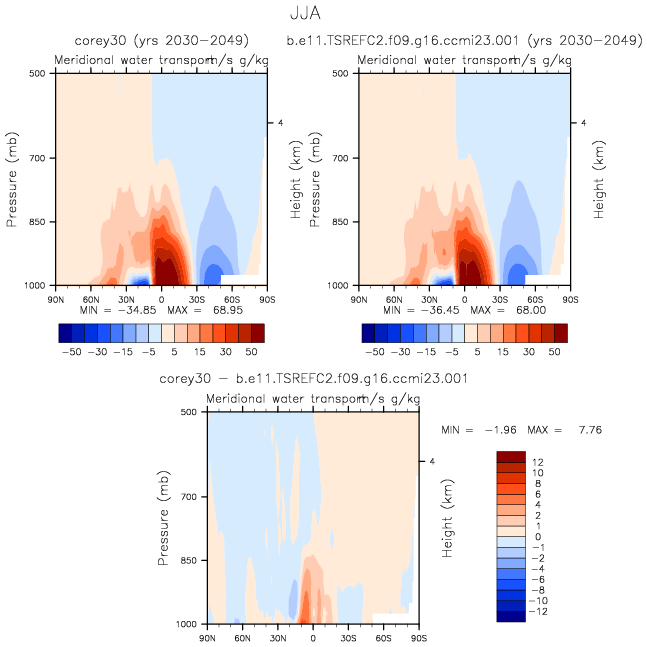 JJA
corey30 (yrs 2030-2049)
b.e11.TSREFC2.f09.g16.ccmi23.001 (yrs 2030-2049)
Meridional water transport m/s g/kg
Meridional water transport m/s g/kg
500
700
850
1000
Pressure (mb)
4
Height (km)
90N 60N 30N 0 30S 60S 90S
MIN = -34.85 MAX = 68.95
-50 -30 -15 -5 5 15 30 50
500
700
850
1000
Pressure (mb)
4
Height (km)
90N 60N 30N 0 30S 60S 90S
MIN = -36.45 MAX = 68.00
-50 -30 -15 -5 5 15 30 50
corey30 - b.e11.TSREFC2.f09.g16.ccmi23.001
Meridional water transport m/s g/kg
500
700
850
1000
Pressure (mb)
4
Height (km)
90N 60N 30N 0 30S 60S 90S
MIN = -1.96 MAX = 7.76
12
10
8
6
4
2
1
0
-1
-2
-4
-6
-8
-10
-12